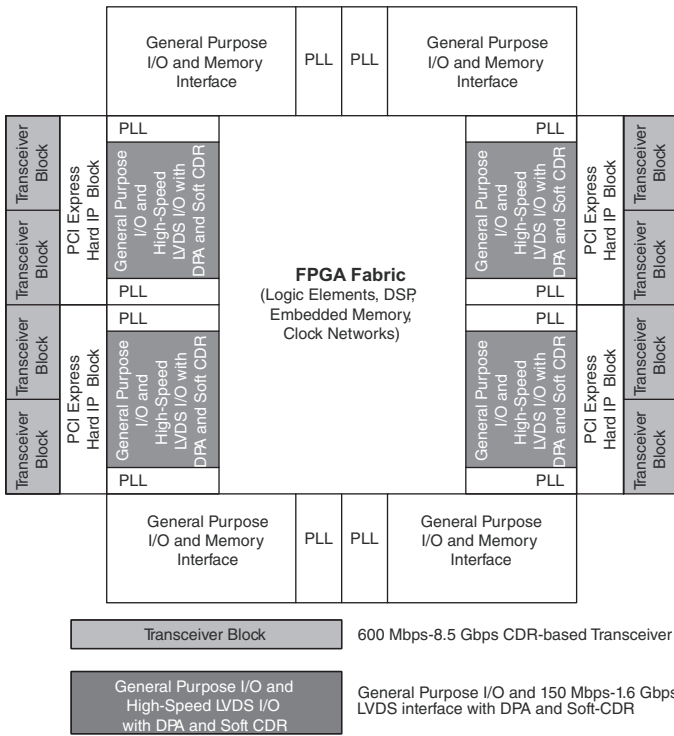 General Purpose
I/O and Memory
Interface
PLL
PLL
General Purpose
I/O and Memory
Interface
Transceiver
Block
Transceiver
Block
Transceiver
Block
Transceiver
Block
PCI Express
Hard IP Block
PCI Express
Hard IP Block
PLL
General Purpose
I/O and
High-Speed
LVDS I/O with
DPA and Soft CDR
PLL
PLL
General Purpose
I/O and
High-Speed
LVDS I/O with
DPA and Soft CDR
PLL
FPGA Fabric
(Logic Elements, DSP,
Embedded Memory,
Clock Networks)
PLL
General Purpose
I/O and
High-Speed
LVDS I/O with
DPA and Soft CDR
PLL
PLL
General Purpose
I/O and
High-Speed
LVDS I/O with
DPA and Soft CDR
PLL
PCI Express
Hard IP Block
PCI Express
Hard IP Block
Transceiver
Block
Transceiver
Block
Transceiver
Block
Transceiver
Block
General Purpose
I/O and Memory
Interface
PLL
PLL
General Purpose
I/O and Memory
Interface
Transceiver Block
600 Mbps-8.5 Gbps CDR-based Transceiver
General Purpose I/O and
High-Speed LVDS I/O
with DPA and Soft CDR
General Purpose I/O and 150 Mbps-1.6 Gbps
LVDS interface with DPA and Soft-CDR